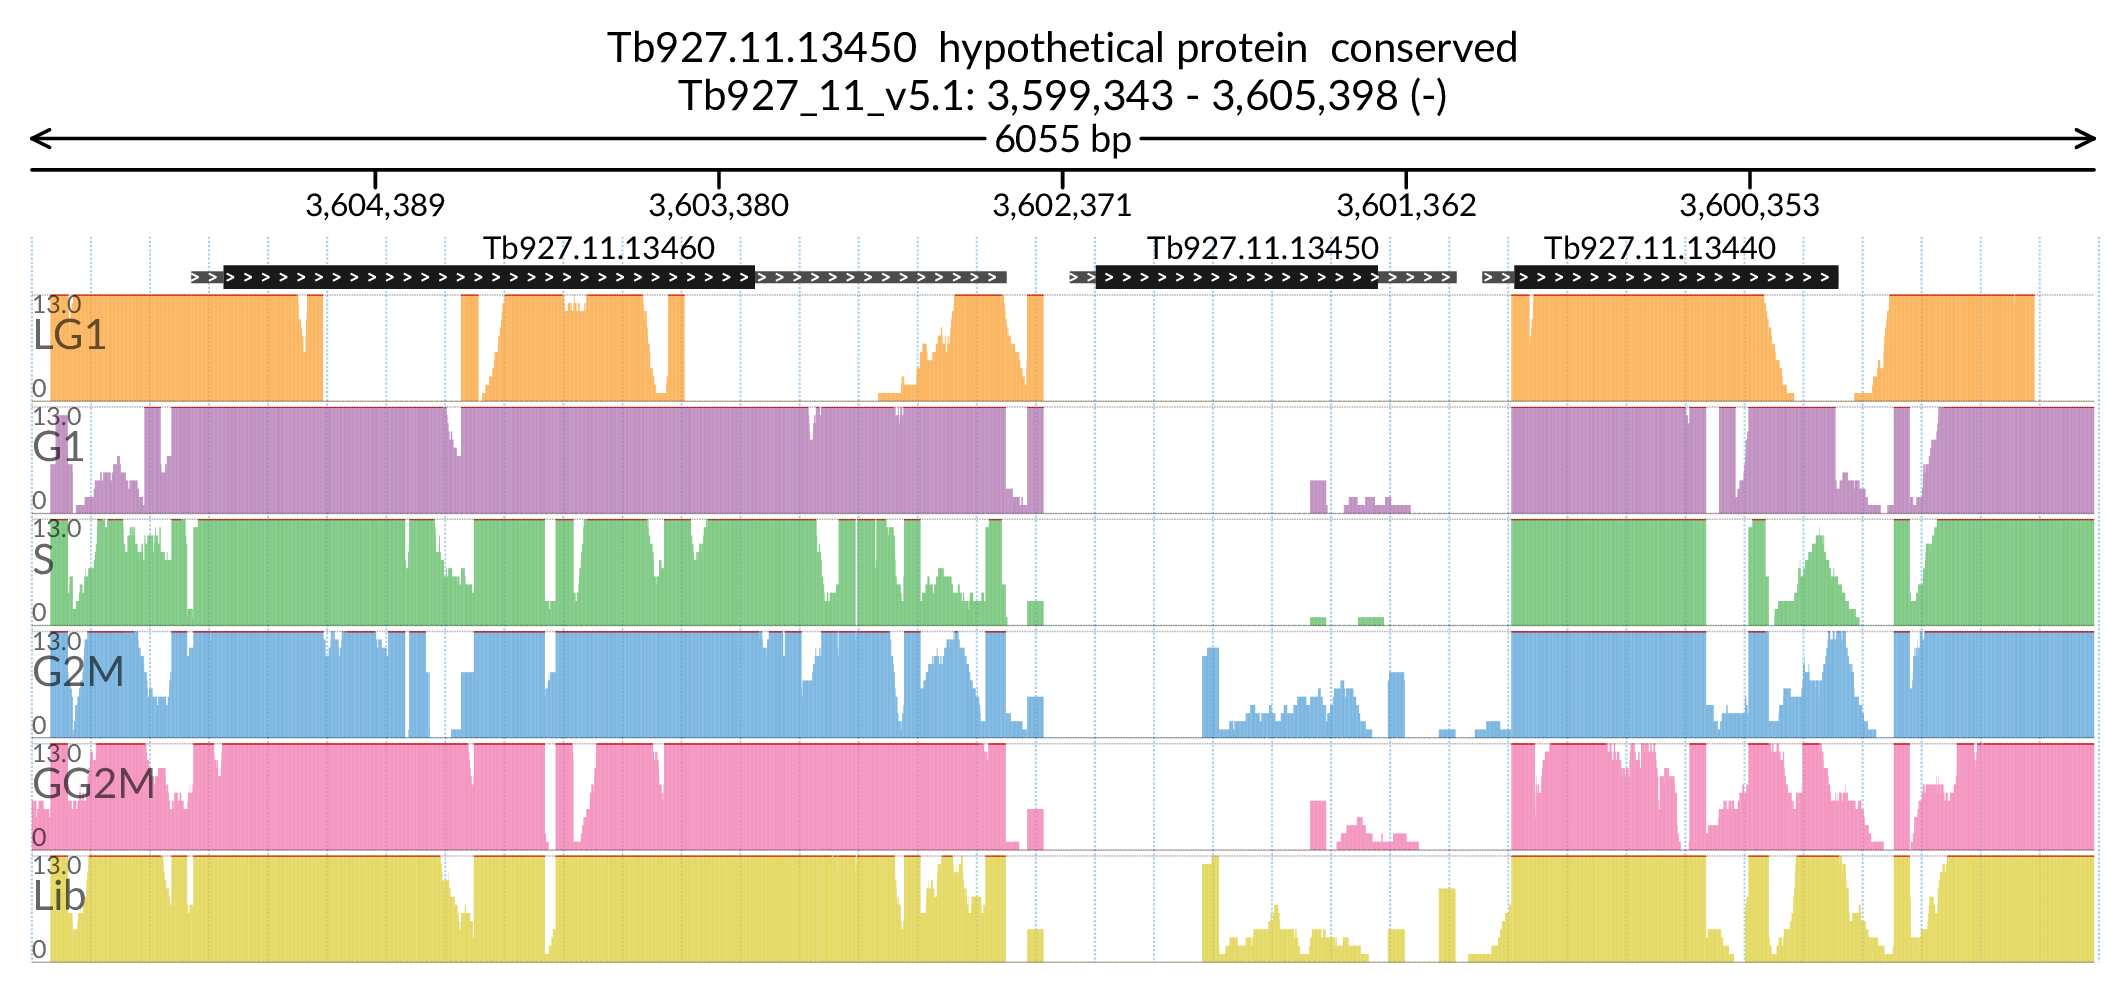 Tb927.11.13450  hypothetical protein  conserved
Tb927_11_v5.1: 3,599,343 - 3,605,398 (-)
6055 bp
3,604,389 3,603,380 3,602,371 3,601,362 3,600,353
Tb927.11.13460 Tb927.11.13450 Tb927.11.13440
13.0
LG1
0
13.0
G1
0
13.0
S
0
13.0
G2M
0
13.0
GG2M
0
13.0
Lib
0